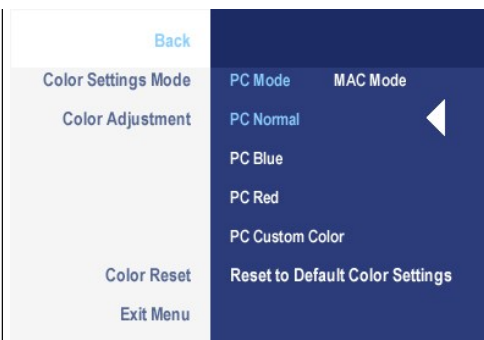 Back
Color Settings Mode PC Mode MAC Mode
Color Adjustment PC Normal
PC Blue
PC Red
PC Custom Color
Color Reset Reset to Default Color Settings
Exit Menu